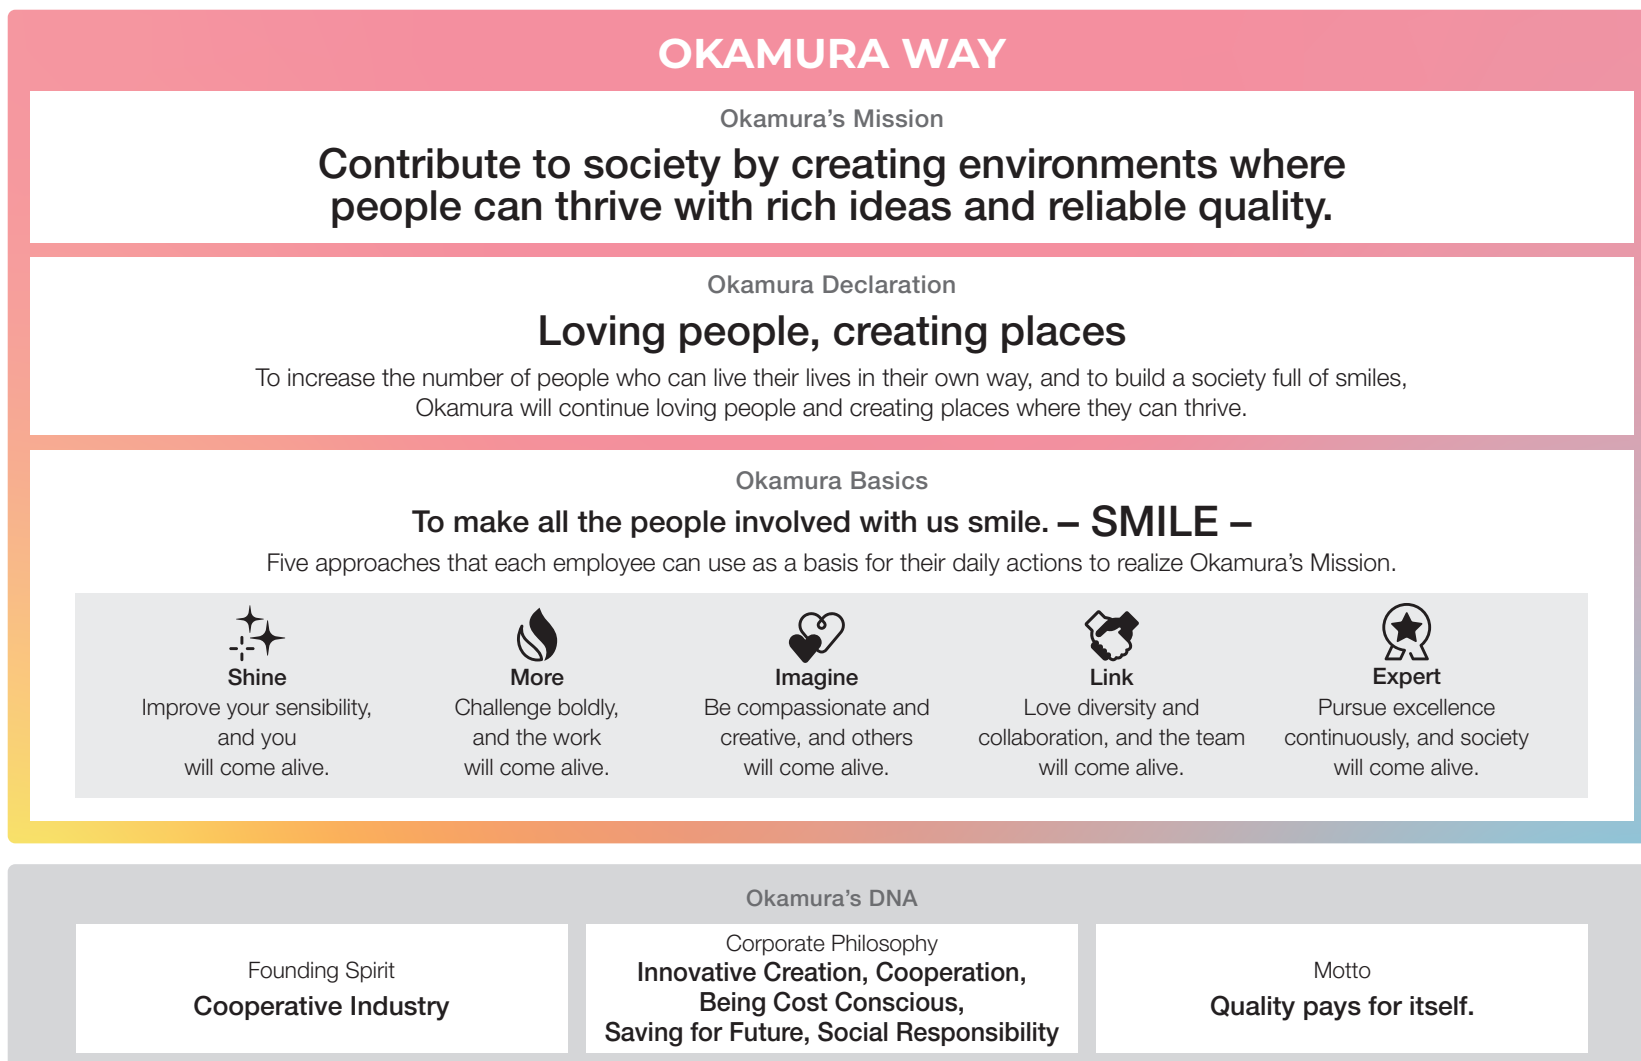 OKAMURA WAY
Okamura’s Mission
Contribute to society by creating environments where
people can thrive with rich ideas and reliable quality.
Okamura Declaration
Loving people, creating places
To increase the number of people who can live their lives in their own way, and to build a society full of smiles,
Okamura will continue loving people and creating places where they can thrive.
Okamura Basics
To make all the people involved with us smile. – SMILE –
Five approaches that each employee can use as a basis for their daily actions to realize Okamura’s Mission.
Shine
Improve your sensibility,
and you
will come alive.
More
Challenge boldly,
and the work
will come alive.
Imagine
Be compassionate and
creative, and others
will come alive.
Link
Love diversity and
collaboration, and the team
will come alive.
Expert
Pursue excellence
continuously, and society
will come alive.
Okamura’s DNA
Founding Spirit
Cooperative Industry
Corporate Philosophy
Innovative Creation, Cooperation,
Being Cost Conscious,
Saving for Future, Social Responsibility
Motto
Quality pays for itself.